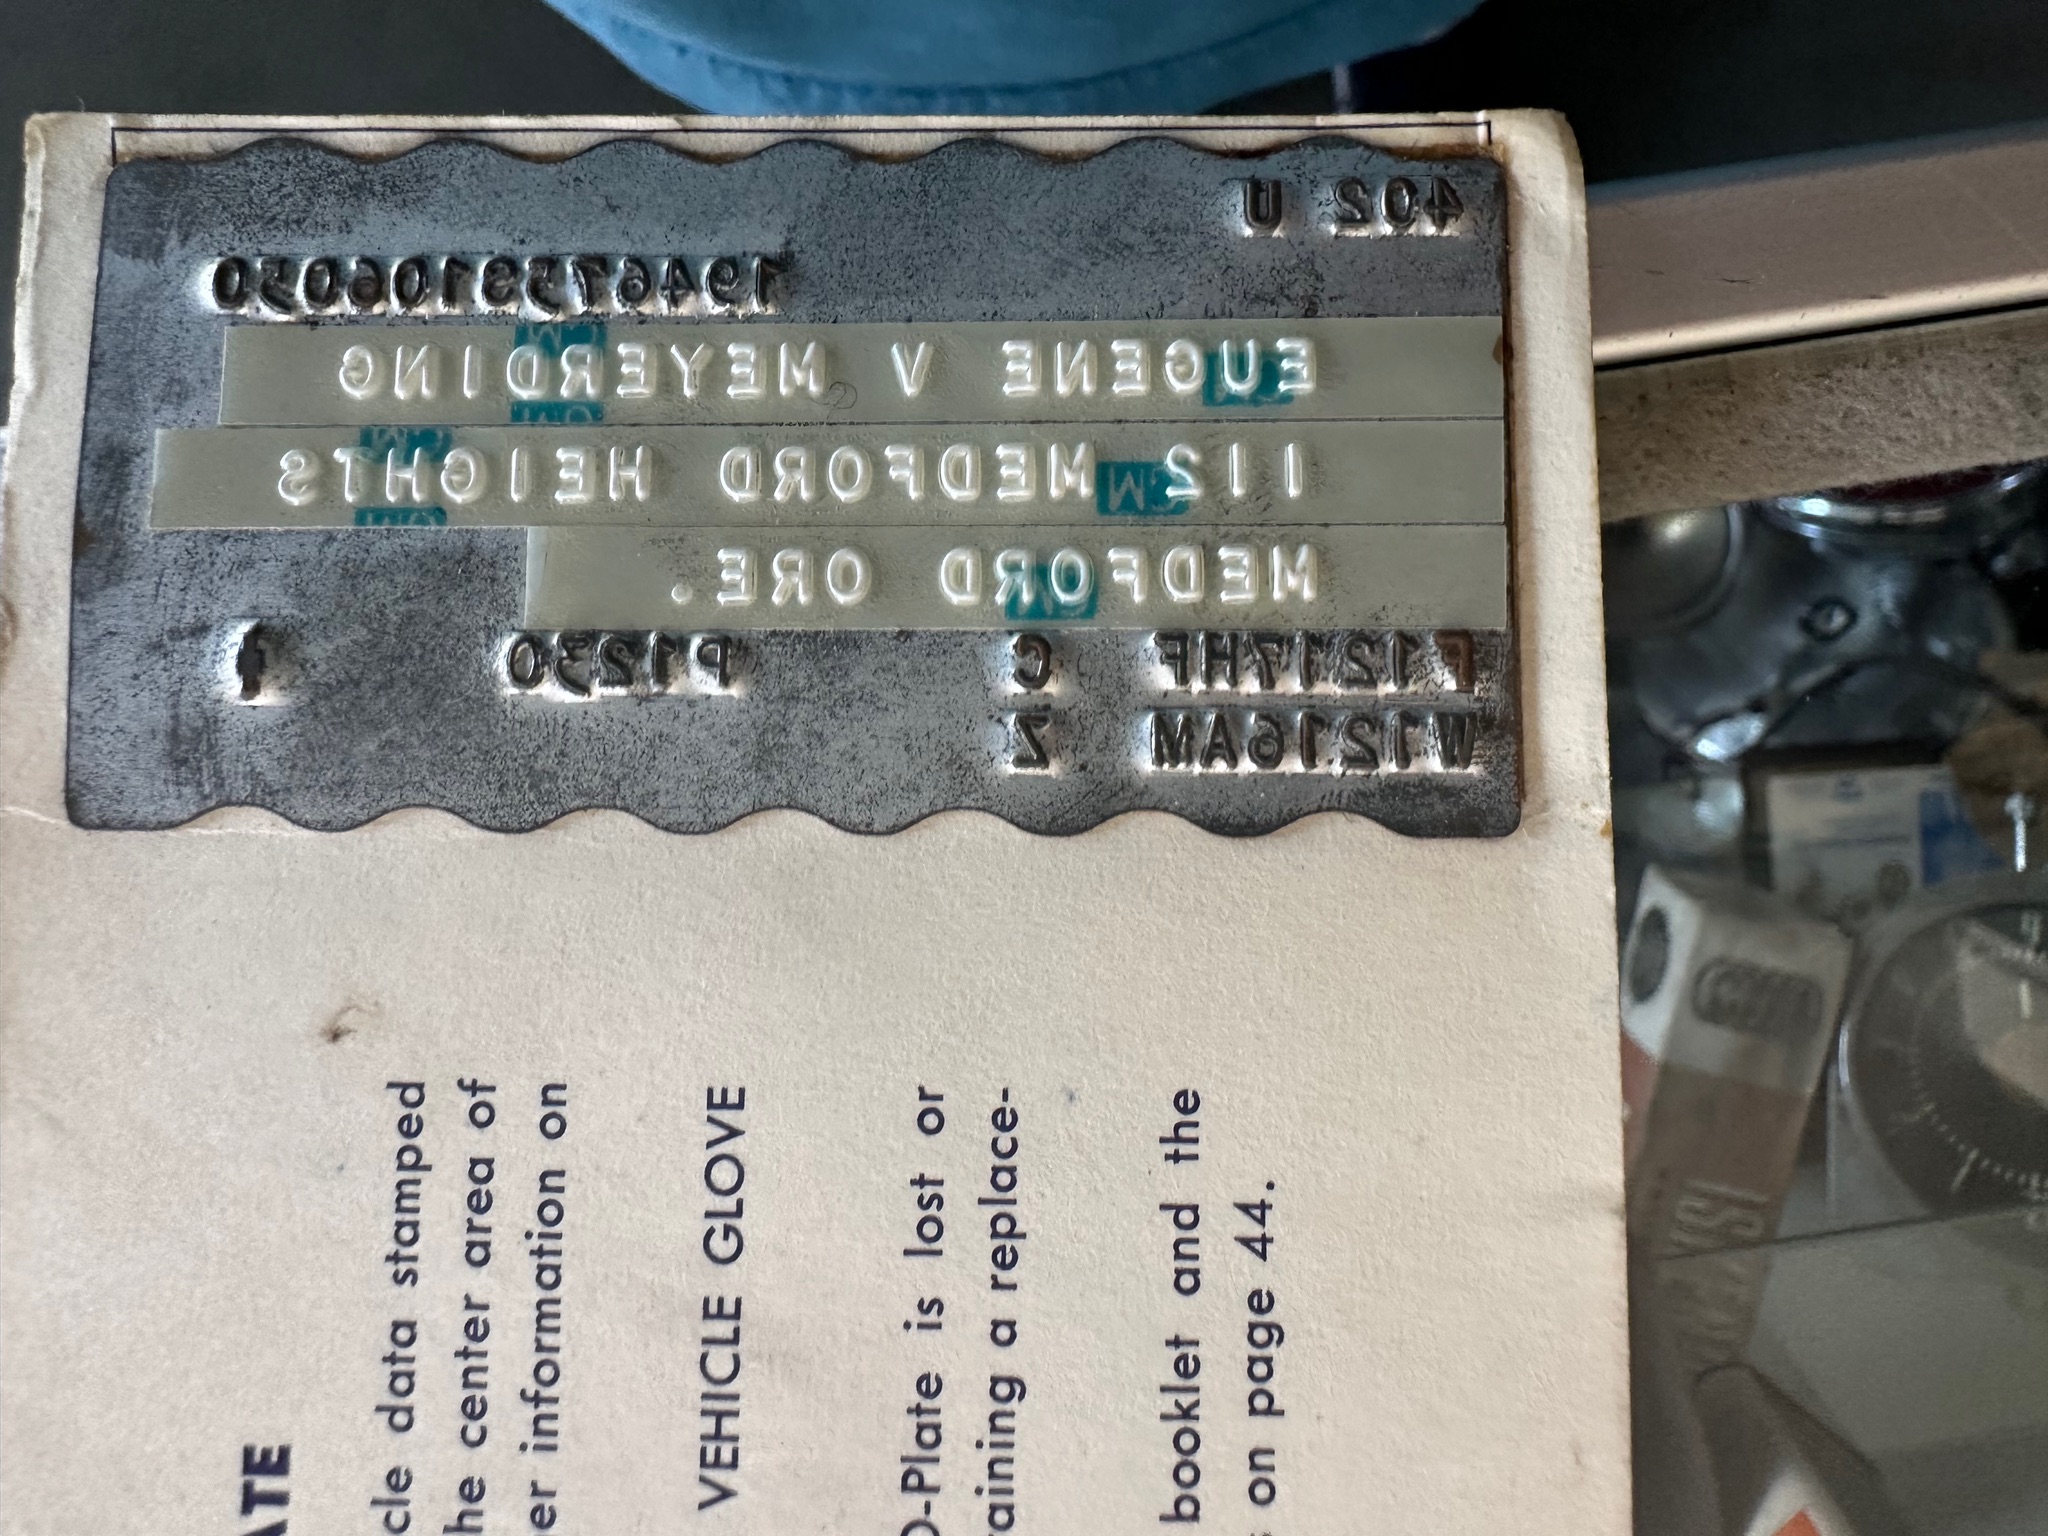 402 U
194675S106050
EUGENE V MEYERDING
112 MEDFORD HEIGHTS
MEDFORD ORE.
F1217HF C P1230 1
W1216AM Z
ATE
cle data stamped
he center area of
er information on
VEHICLE GLOVE
O-Plate is lost or
aining a replace-
booklet and the
on page 44.